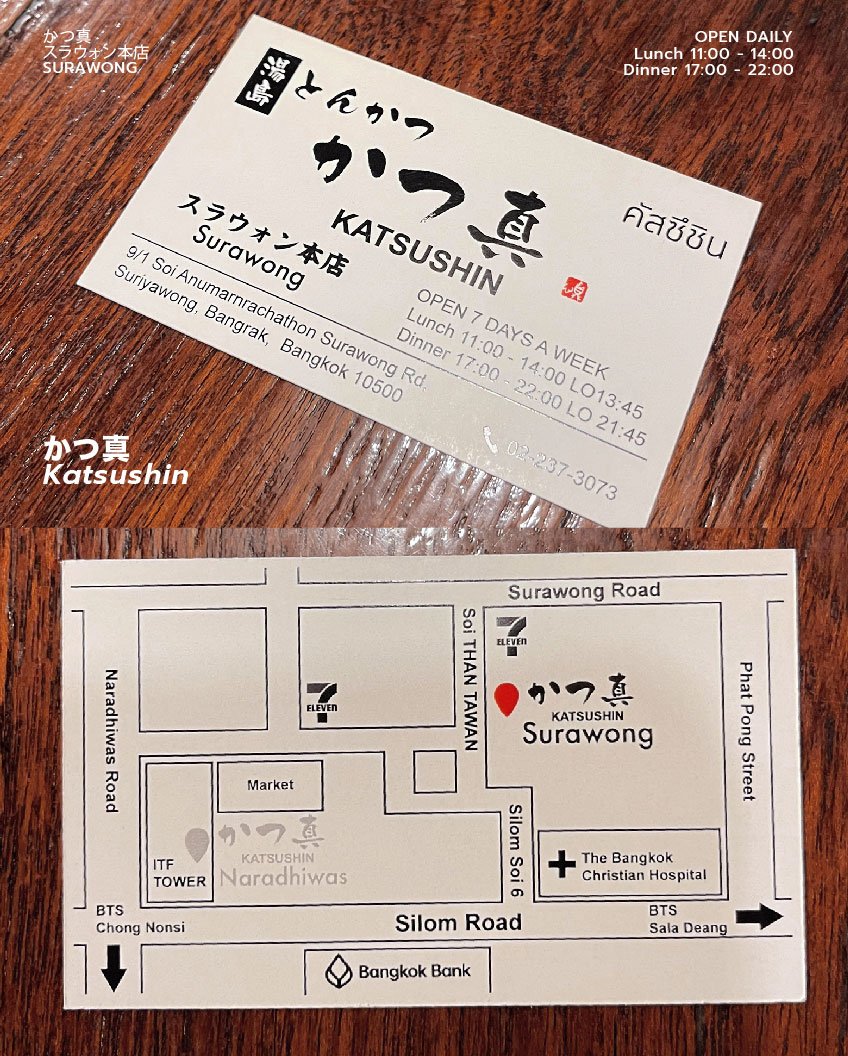 かつ真
スラウォン本店
SURAWONG
OPEN DAILY
Lunch 11:00 - 14:00
Dinner 17:00 - 22:00
湯島
とんかつ
かつ真
KATSUSHIN
คัสซึชิน
スラウォン本店
Surawong
9/1 Soi Anumarnrachathon Surawong Rd,
Suriyawong, Bangrak, Bangkok 10500
OPEN 7 DAYS A WEEK
Lunch 11:00 - 14:00 LO13:45
Dinner 17:00 - 22:00 LO 21:45
02-237-3073
かつ真
Katsushin
Surawong Road
Soi THAN TAWAN
7
ELEVEN
7
ELEVEN
かつ真
KATSUSHIN
Surawong
Naradhiwas Road
Phat Pong Street
Market
かつ真
KATSUSHIN
Naradhiwas
ITF
TOWER
Silom Soi 6
The Bangkok
Christian Hospital
BTS
Chong Nonsi
Silom Road
BTS
Sala Deang
Bangkok Bank